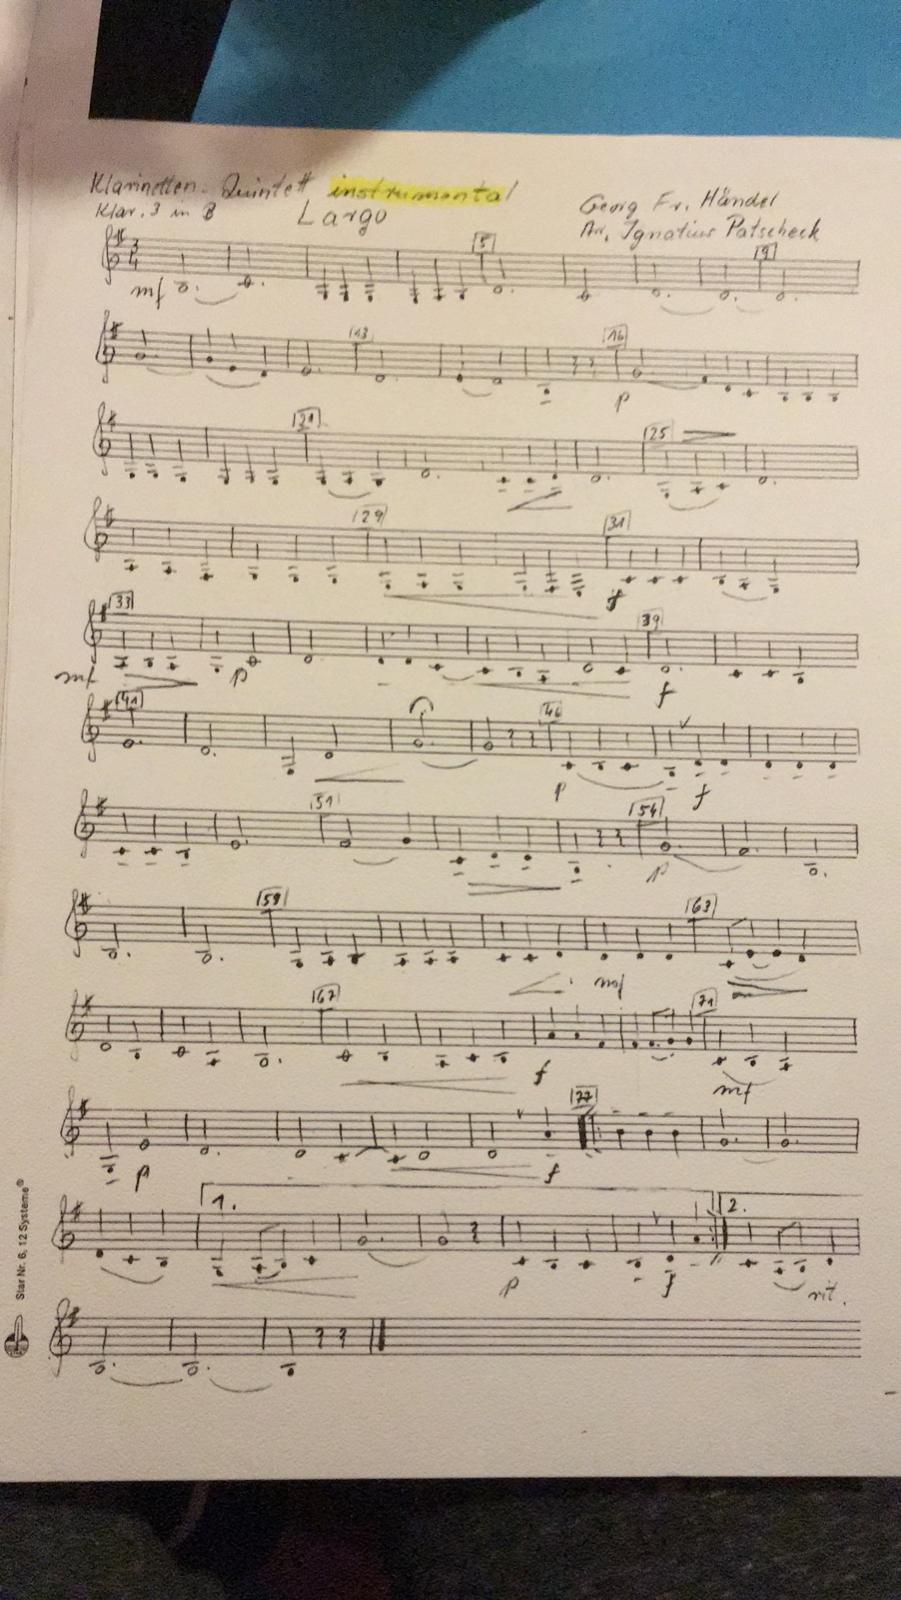 Klarinetten-Quintett instrumental
Klar. 3 in B
Largo
Georg Fr. Händel
Arr. Ignatius Patscheck
3
4
5
9
mf
13
16
p
21
25
29
31
f
33
39
mf
p
f
41
46
p
f
51
54
p
59
63
mf
67
71
f
mf
77
p
f
1.
2.
p
f
rit.
Star Nr. 6, 12 Systeme®